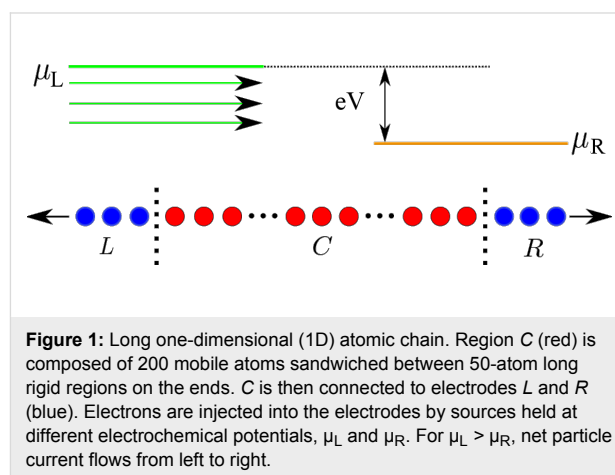 μL
eV
μR
L
C
R
Figure 1: Long one-dimensional (1D) atomic chain. Region C (red) is
composed of 200 mobile atoms sandwiched between 50-atom long
rigid regions on the ends. C is then connected to electrodes L and R
(blue). Electrons are injected into the electrodes by sources held at
different electrochemical potentials, μL and μR. For μL > μR, net particle
current flows from left to right.